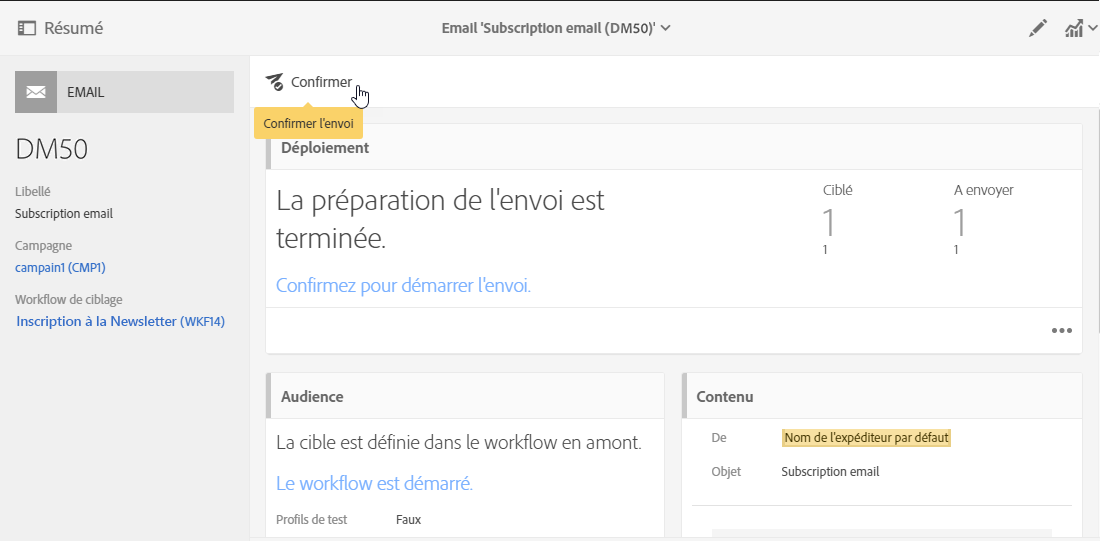 Résumé
Email 'Subscription email (DM50)'
EMAIL
DM50
Libellé
Subscription email
Campagne
campain1 (CMP1)
Workflow de ciblage
Inscription à la Newsletter (WKF14)
Confirmer
Confirmer l'envoi
Déploiement
La préparation de l'envoi est
terminée.
Confirmez pour démarrer l'envoi.
Ciblé
1
1
A envoyer
1
1
Audience
La cible est définie dans le workflow en amont.
Le workflow est démarré.
Profils de test Faux
Contenu
De Nom de l'expéditeur par défaut
Objet Subscription email